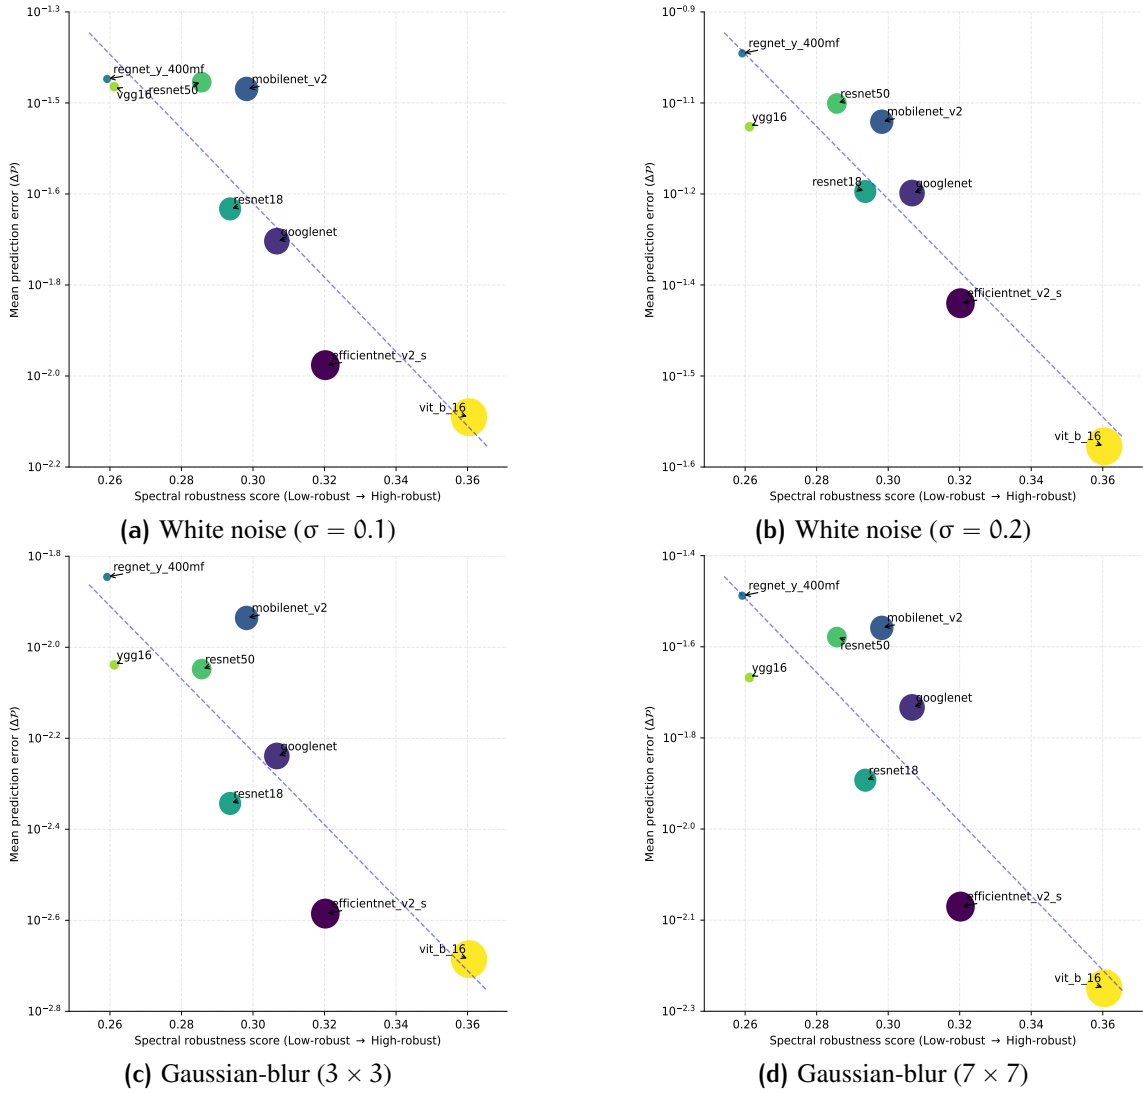 10^−1.3
10^−1.5
10^−1.6
10^−1.8
10^−2.0
10^−2.2
Mean prediction error (Δ𝒫)
regnet_y_400mf
vgg16
resnet50
mobilenet_v2
resnet18
googlenet
efficientnet_v2_s
vit_b_16
0.26 0.28 0.30 0.32 0.34 0.36
Spectral robustness score (Low-robust → High-robust)
(a) White noise (σ = 0.1)
10^−0.9
10^−1.1
10^−1.2
10^−1.4
10^−1.5
10^−1.6
Mean prediction error (Δ𝒫)
regnet_y_400mf
vgg16
resnet50
mobilenet_v2
resnet18
googlenet
efficientnet_v2_s
vit_b_16
0.26 0.28 0.30 0.32 0.34 0.36
Spectral robustness score (Low-robust → High-robust)
(b) White noise (σ = 0.2)
10^−1.8
10^−2.0
10^−2.2
10^−2.4
10^−2.6
10^−2.8
Mean prediction error (Δ𝒫)
regnet_y_400mf
mobilenet_v2
vgg16
resnet50
googlenet
resnet18
efficientnet_v2_s
vit_b_16
0.26 0.28 0.30 0.32 0.34 0.36
Spectral robustness score (Low-robust → High-robust)
(c) Gaussian-blur (3 × 3)
10^−1.4
10^−1.6
10^−1.8
10^−2.0
10^−2.1
10^−2.3
Mean prediction error (Δ𝒫)
regnet_y_400mf
mobilenet_v2
resnet50
vgg16
googlenet
resnet18
efficientnet_v2_s
vit_b_16
0.26 0.28 0.30 0.32 0.34 0.36
Spectral robustness score (Low-robust → High-robust)
(d) Gaussian-blur (7 × 7)